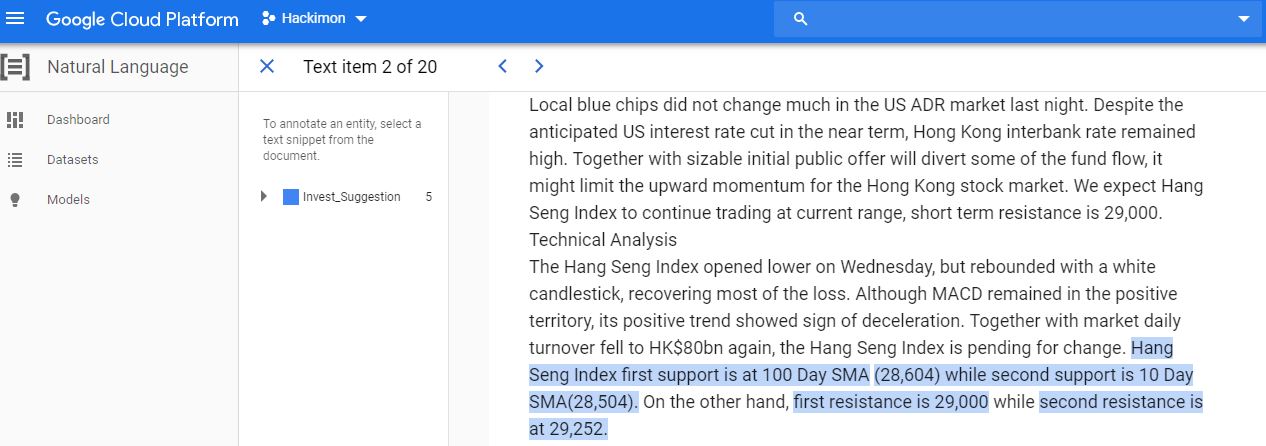 Google Cloud Platform
Hackimon
Natural Language
Text item 2 of 20
Dashboard
Datasets
Models
To annotate an entity, select a
text snippet from the
document.
Invest_Suggestion 5
Local blue chips did not change much in the US ADR market last night. Despite the
anticipated US interest rate cut in the near term, Hong Kong interbank rate remained
high. Together with sizable initial public offer will divert some of the fund flow, it
might limit the upward momentum for the Hong Kong stock market. We expect Hang
Seng Index to continue trading at current range, short term resistance is 29,000.
Technical Analysis
The Hang Seng Index opened lower on Wednesday, but rebounded with a white
candlestick, recovering most of the loss. Although MACD remained in the positive
territory, its positive trend showed sign of deceleration. Together with market daily
turnover fell to HK$80bn again, the Hang Seng Index is pending for change. Hang
Seng Index first support is at 100 Day SMA (28,604) while second support is 10 Day
SMA(28,504). On the other hand, first resistance is 29,000 while second resistance is
at 29,252.